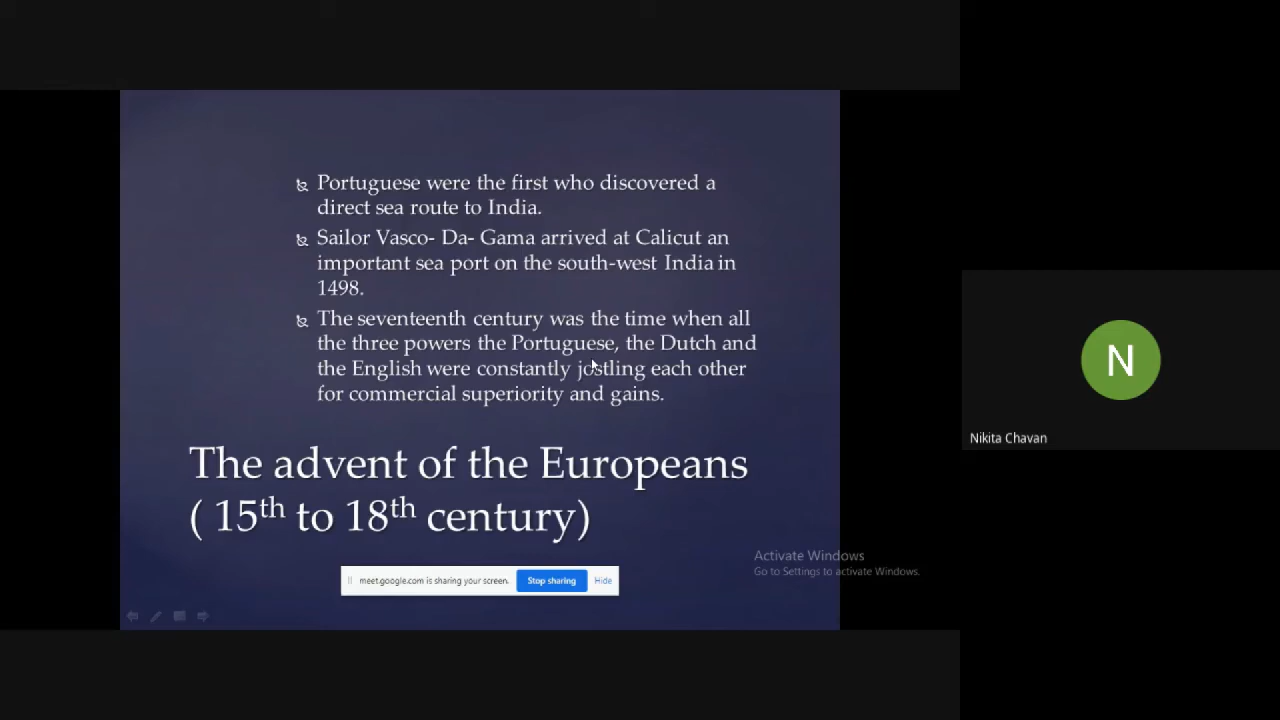 Portuguese were the first who discovered a
direct sea route to India.
Sailor Vasco- Da- Gama arrived at Calicut an
important sea port on the south-west India in
1498.
The seventeenth century was the time when all
the three powers the Portuguese, the Dutch and
the English were constantly jostling each other
for commercial superiority and gains.
The advent of the Europeans
( 15th to 18th century)
meet.google.com is sharing your screen. Stop sharing Hide
Activate Windows
Go to Settings to activate Windows.
N
Nikita Chavan